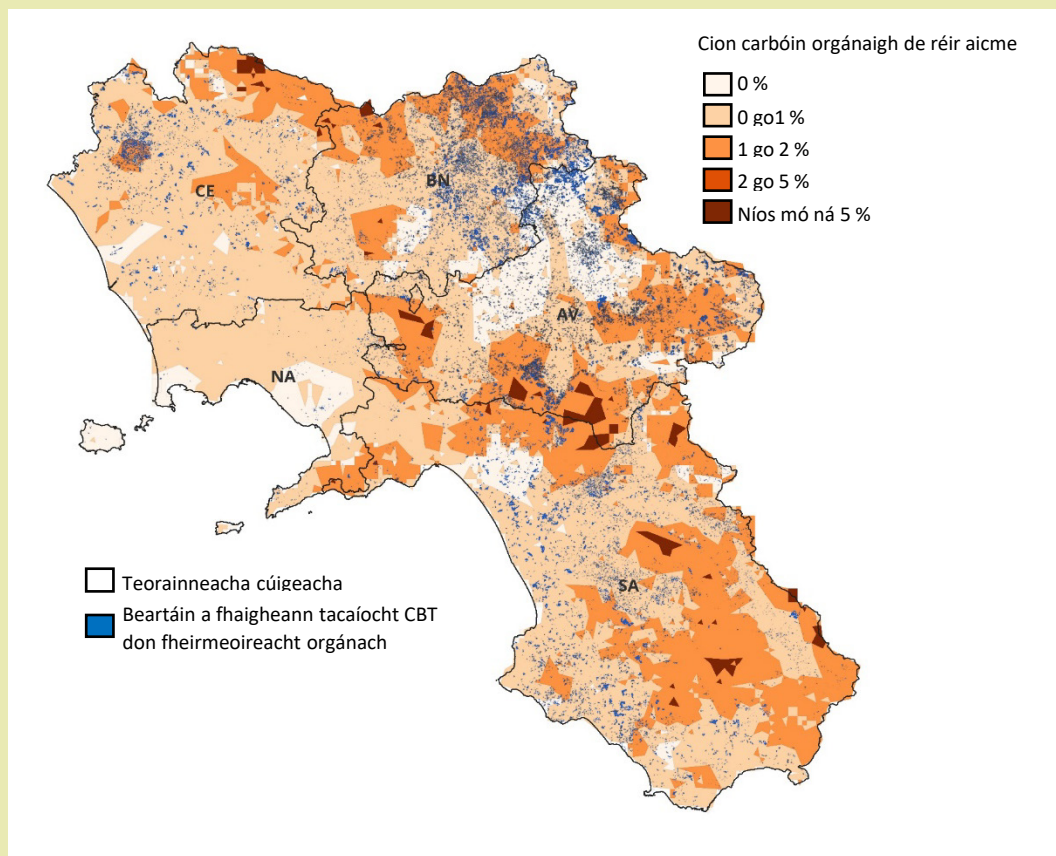 Cion carbóin orgánaigh de réir aicme
0 %
0 go1 %
1 go 2 %
2 go 5 %
Níos mó ná 5 %
CE
BN
AV
NA
SA
Teorainneacha cúigeacha
Beartáin a fhaigheann tacaíocht CBT
don fheirmeoireacht orgánach